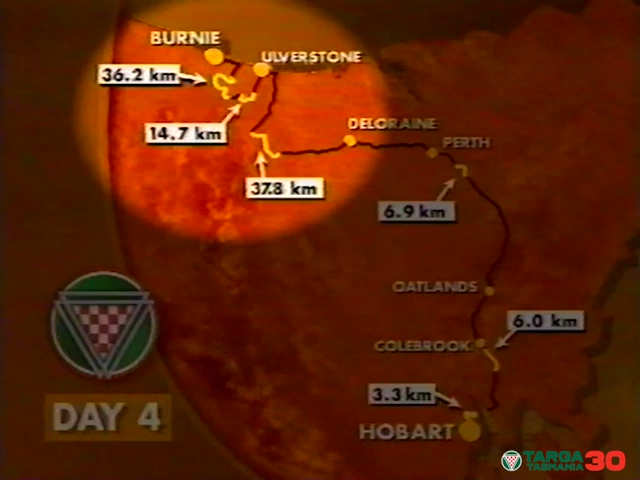 BURNIE
ULVERSTONE
36.2 km
14.7 km
DELORAINE
PERTH
37.8 km
6.9 km
OATLANDS
6.0 km
COLEBROOK
3.3 km
DAY 4
HOBART
TARGA
TASMANIA
30